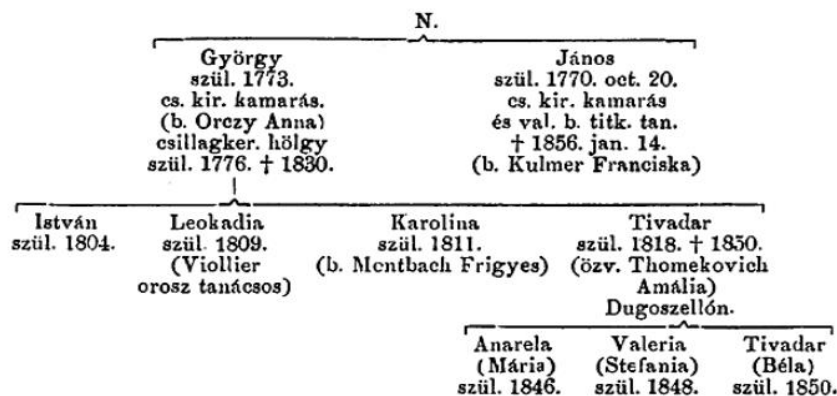 N.
György
szül. 1773.
cs. kir. kamarás.
(b. Orczy Anna)
csillagker. hölgy
szül. 1776. † 1830.
János
szül. 1770. oct. 20.
cs. kir. kamarás
és val. b. titk. tan.
† 1856. jan. 14.
(b. Kulmer Franciska)
István
szül. 1804.
Leokadia
szül. 1809.
(Viollier
orosz tanácsos)
Karolina
szül. 1811.
(b. Mentbach Frigyes)
Tivadar
szül. 1818. † 1850.
(özv. Thomekovich
Amália)
Dugoszellón.
Anarela
(Mária)
szül. 1846.
Valeria
(Stefania)
szül. 1848.
Tivadar
(Béla)
szül. 1850.